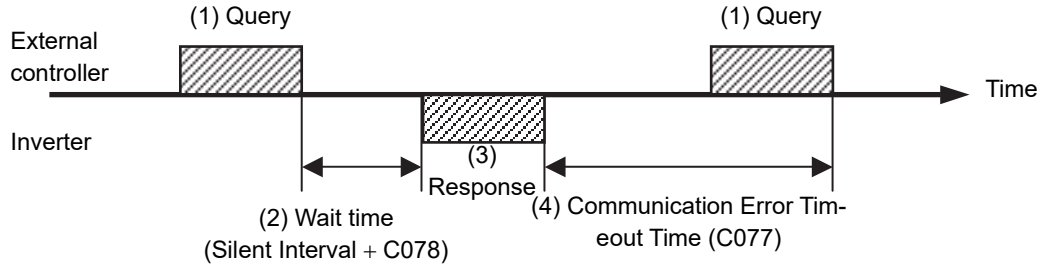 (1) Query
(1) Query
External
controller
Time
Inverter
(3)
Response
(2) Wait time
(Silent Interval + C078)
(4) Communication Error Tim-
eout Time (C077)